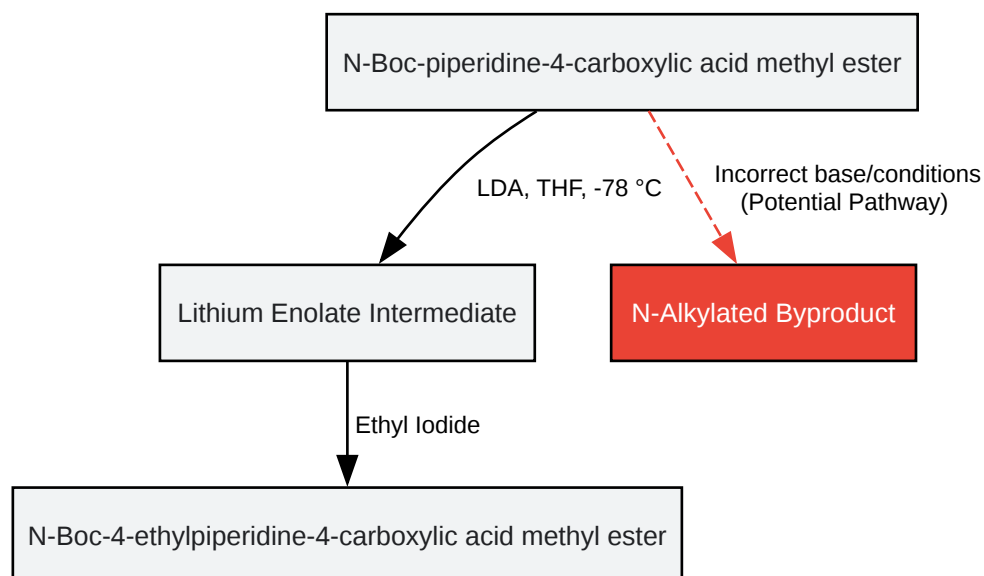 N-Boc-piperidine-4-carboxylic acid methyl ester
LDA, THF, -78 °C
Incorrect base/conditions
(Potential Pathway)
Lithium Enolate Intermediate
N-Alkylated Byproduct
Ethyl Iodide
N-Boc-4-ethylpiperidine-4-carboxylic acid methyl ester